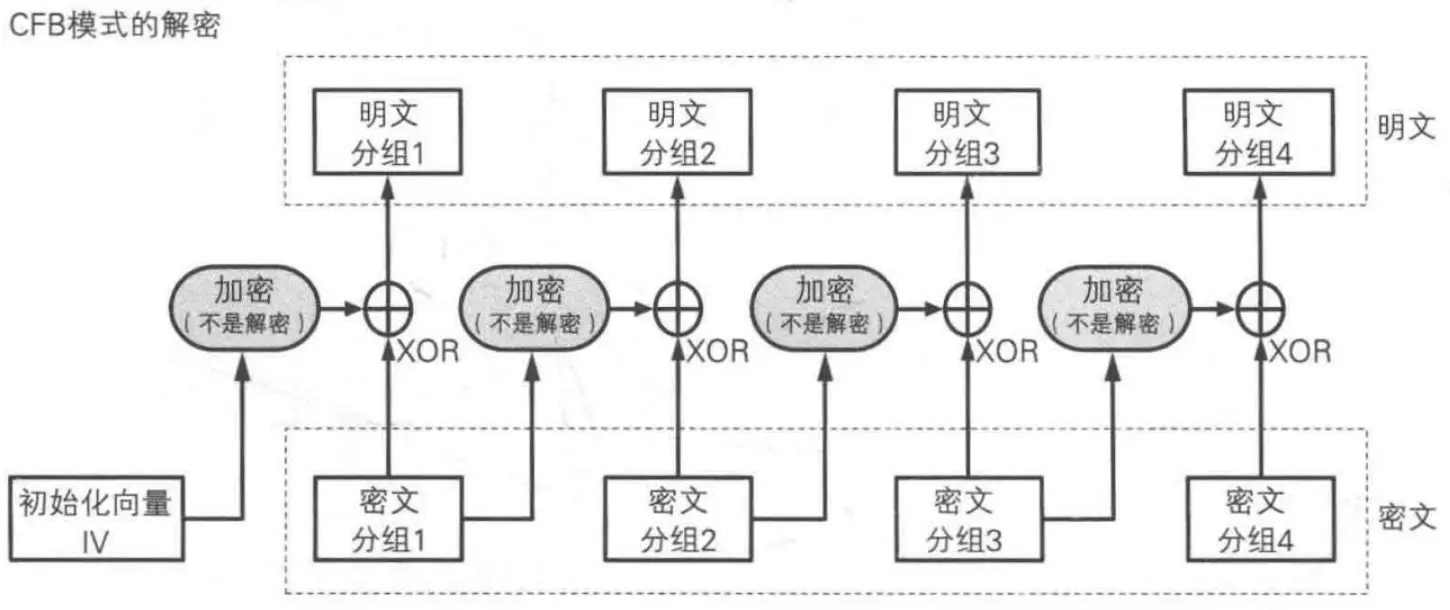 CFB模式的解密
明文
分组1
明文
分组2
明文
分组3
明文
分组4
明文
加密
（不是解密）
XOR
加密
（不是解密）
XOR
加密
（不是解密）
XOR
加密
（不是解密）
XOR
初始化向量
IV
密文
分组1
密文
分组2
密文
分组3
密文
分组4
密文